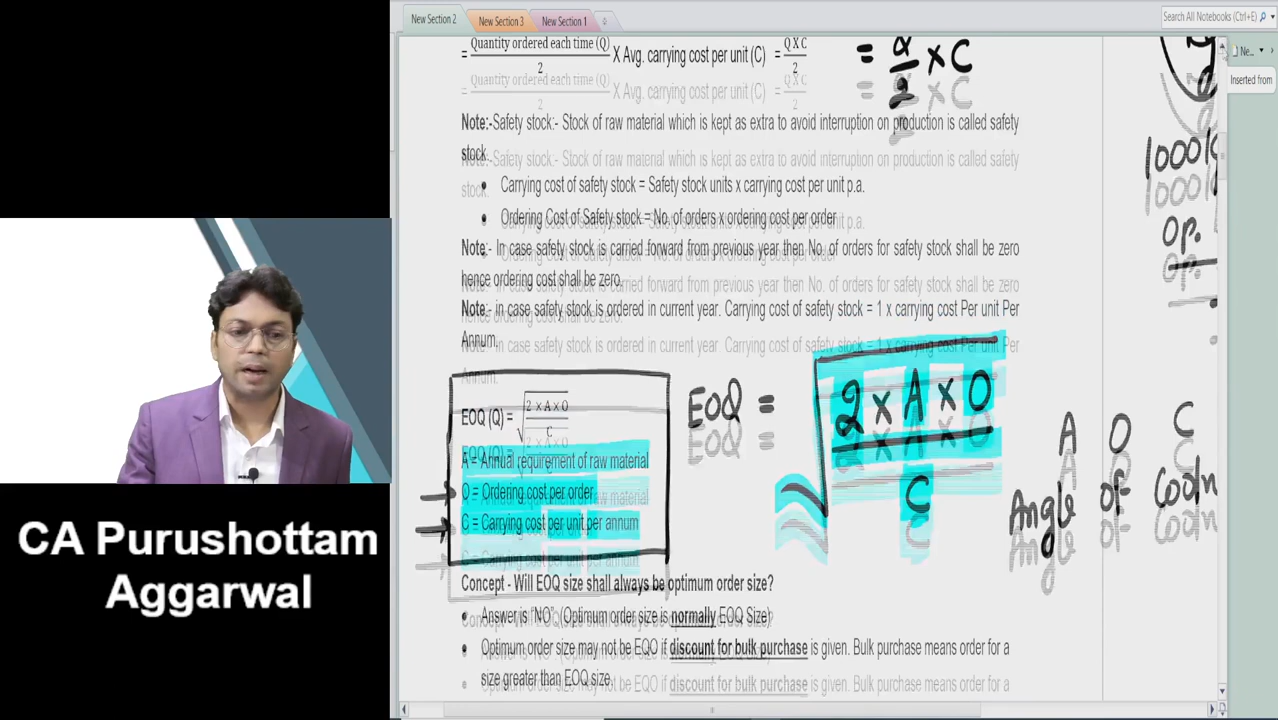 New Section 2
New Section 3
New Section 1
Search All Notebooks (Ctrl+E)
Ne...
Inserted from
= Quantity ordered each time (Q) / 2 X Avg. carrying cost per unit (C) = Q X C / 2
= Q / 2 × C
Note:-Safety stock:- Stock of raw material which is kept as extra to avoid interruption on production is called safety
stock.
• Carrying cost of safety stock = Safety stock units x carrying cost per unit p.a.
• Ordering Cost of Safety stock = No. of orders x ordering cost per order
Note:- In case safety stock is carried forward from previous year then No. of orders for safety stock shall be zero
hence ordering cost shall be zero.
Note:- in case safety stock is ordered in current year. Carrying cost of safety stock = 1 x carrying cost Per unit Per
Annum.
1000 kg
Op.
EOQ (Q) = √ 2 × A × O / C
A = Annual requirement of raw material
O = Ordering cost per order
C = Carrying cost per unit per annum
EOQ = √ 2 × A × O / C
A O C
Angle of
Concept - Will EOQ size shall always be optimum order size?
• Answer is "NO" (Optimum order size is normally EOQ Size)
• Optimum order size may not be EQO if discount for bulk purchase is given. Bulk purchase means order for a
size greater than EOQ size.
CA Purushottam
Aggarwal